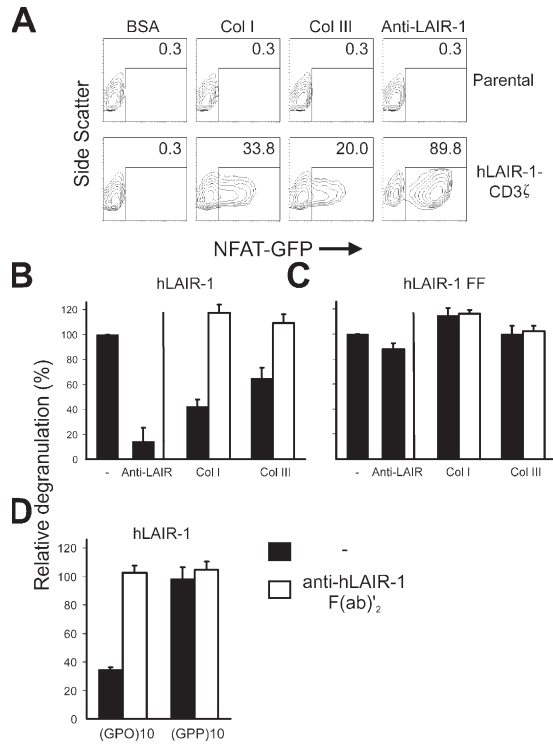 A
BSA Col I Col III Anti-LAIR-1
0.3 0.3 0.3 0.3
Parental
Side Scatter
0.3 33.8 20.0 89.8
hLAIR-1-
CD3ζ
NFAT-GFP
B
hLAIR-1
C
hLAIR-1 FF
Relative degranulation (%)
120
100
80
60
40
20
0
- Anti-LAIR Col I Col III
120
100
80
60
40
20
0
- Anti-LAIR Col I Col III
D
hLAIR-1
120
100
80
60
40
20
0
(GPO)10 (GPP)10
-
anti-hLAIR-1
F(ab)'₂